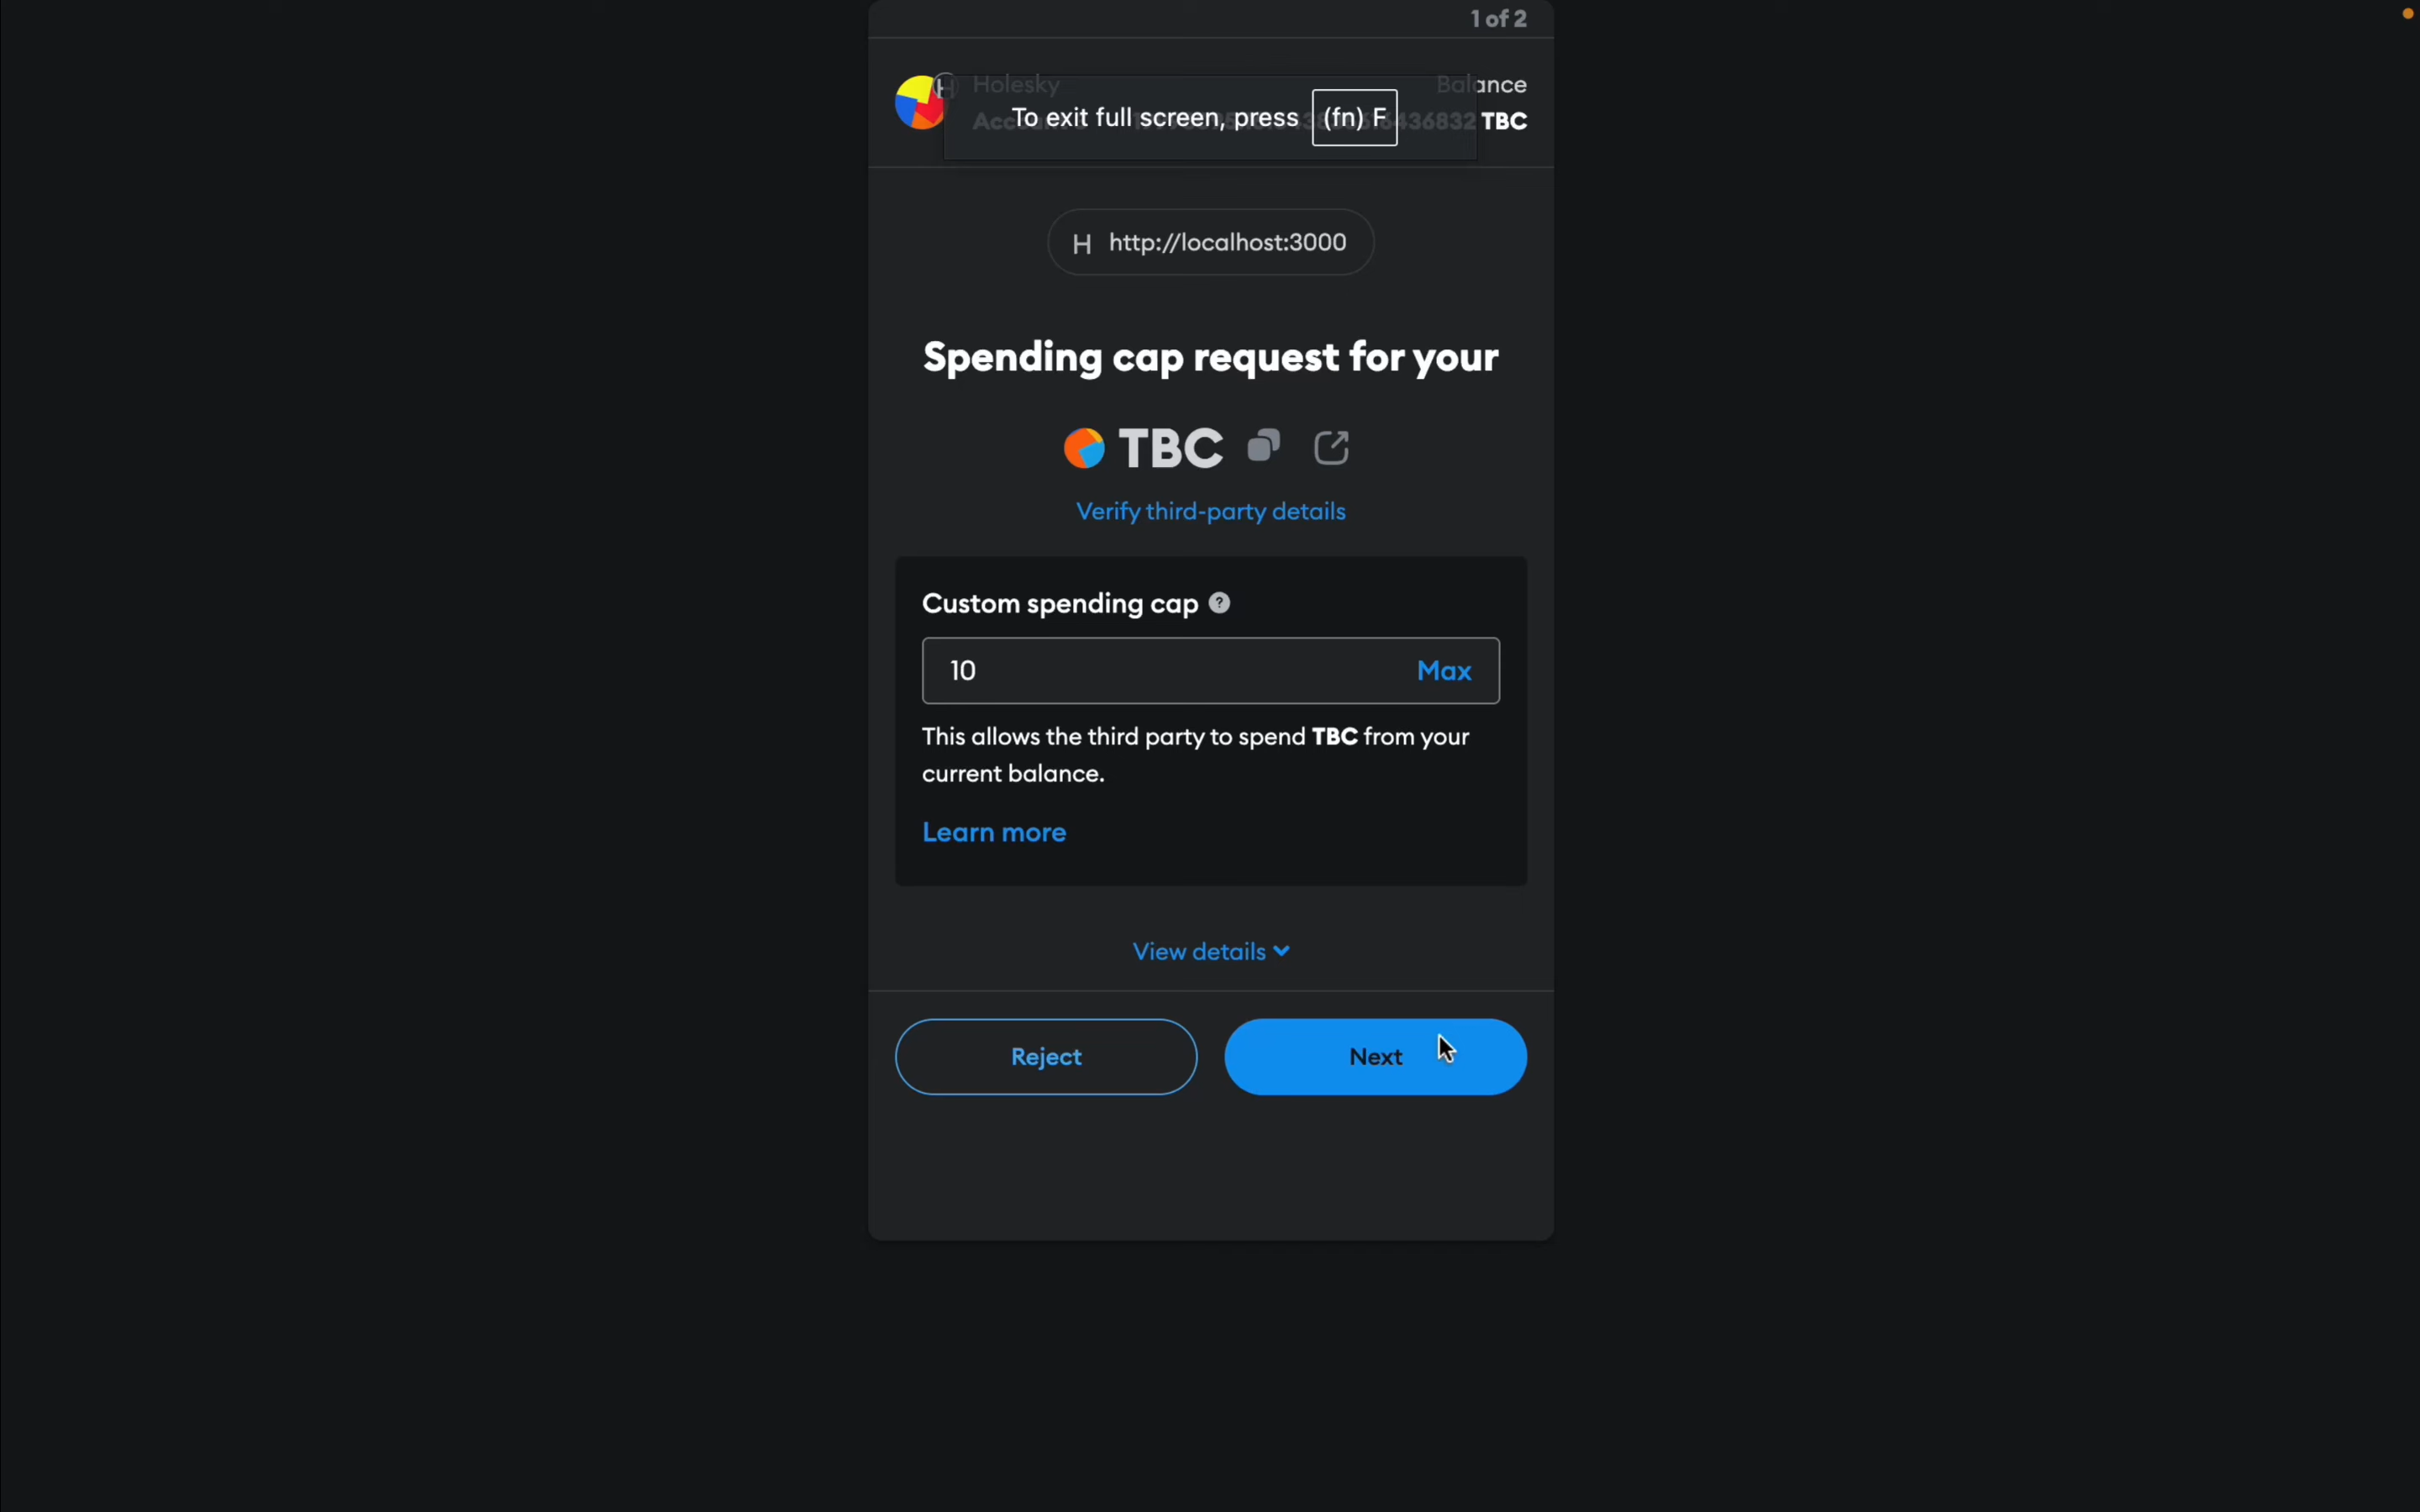 1 of 2
H Holesky
Balance
TBC
To exit full screen, press (fn) F
H http://localhost:3000
Spending cap request for your
TBC
Verify third-party details
Custom spending cap ?
10 Max
This allows the third party to spend TBC from your
current balance.
Learn more
View details
Reject
Next